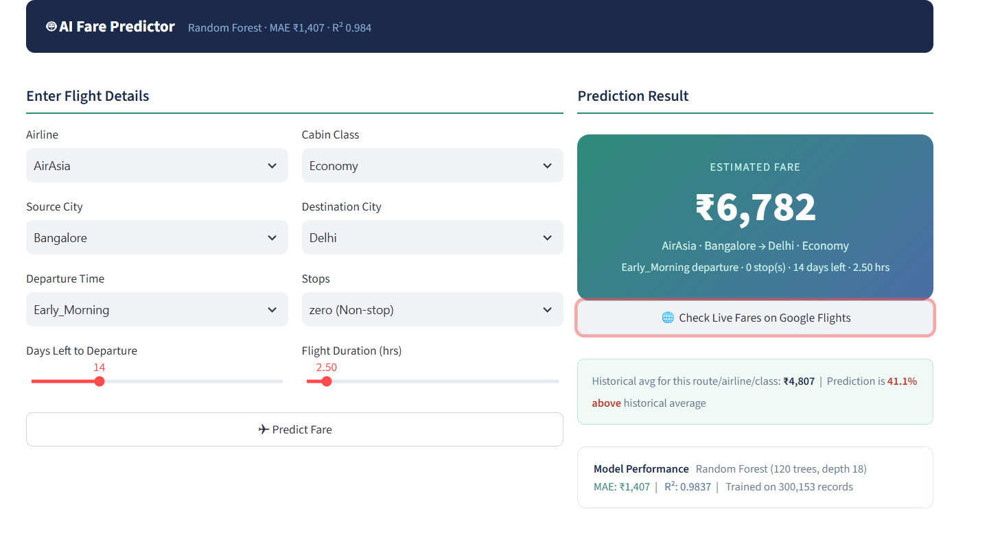 AI Fare Predictor Random Forest · MAE ₹1,407 · R² 0.984
Enter Flight Details
Airline
AirAsia
Cabin Class
Economy
Source City
Bangalore
Destination City
Delhi
Departure Time
Early_Morning
Stops
zero (Non-stop)
Days Left to Departure
14
Flight Duration (hrs)
2.50
✈ Predict Fare
Prediction Result
ESTIMATED FARE
₹6,782
AirAsia · Bangalore → Delhi · Economy
Early_Morning departure · 0 stop(s) · 14 days left · 2.50 hrs
🌐 Check Live Fares on Google Flights
Historical avg for this route/airline/class: ₹4,807 | Prediction is 41.1%
above historical average
Model Performance Random Forest (120 trees, depth 18)
MAE: ₹1,407 | R²: 0.9837 | Trained on 300,153 records